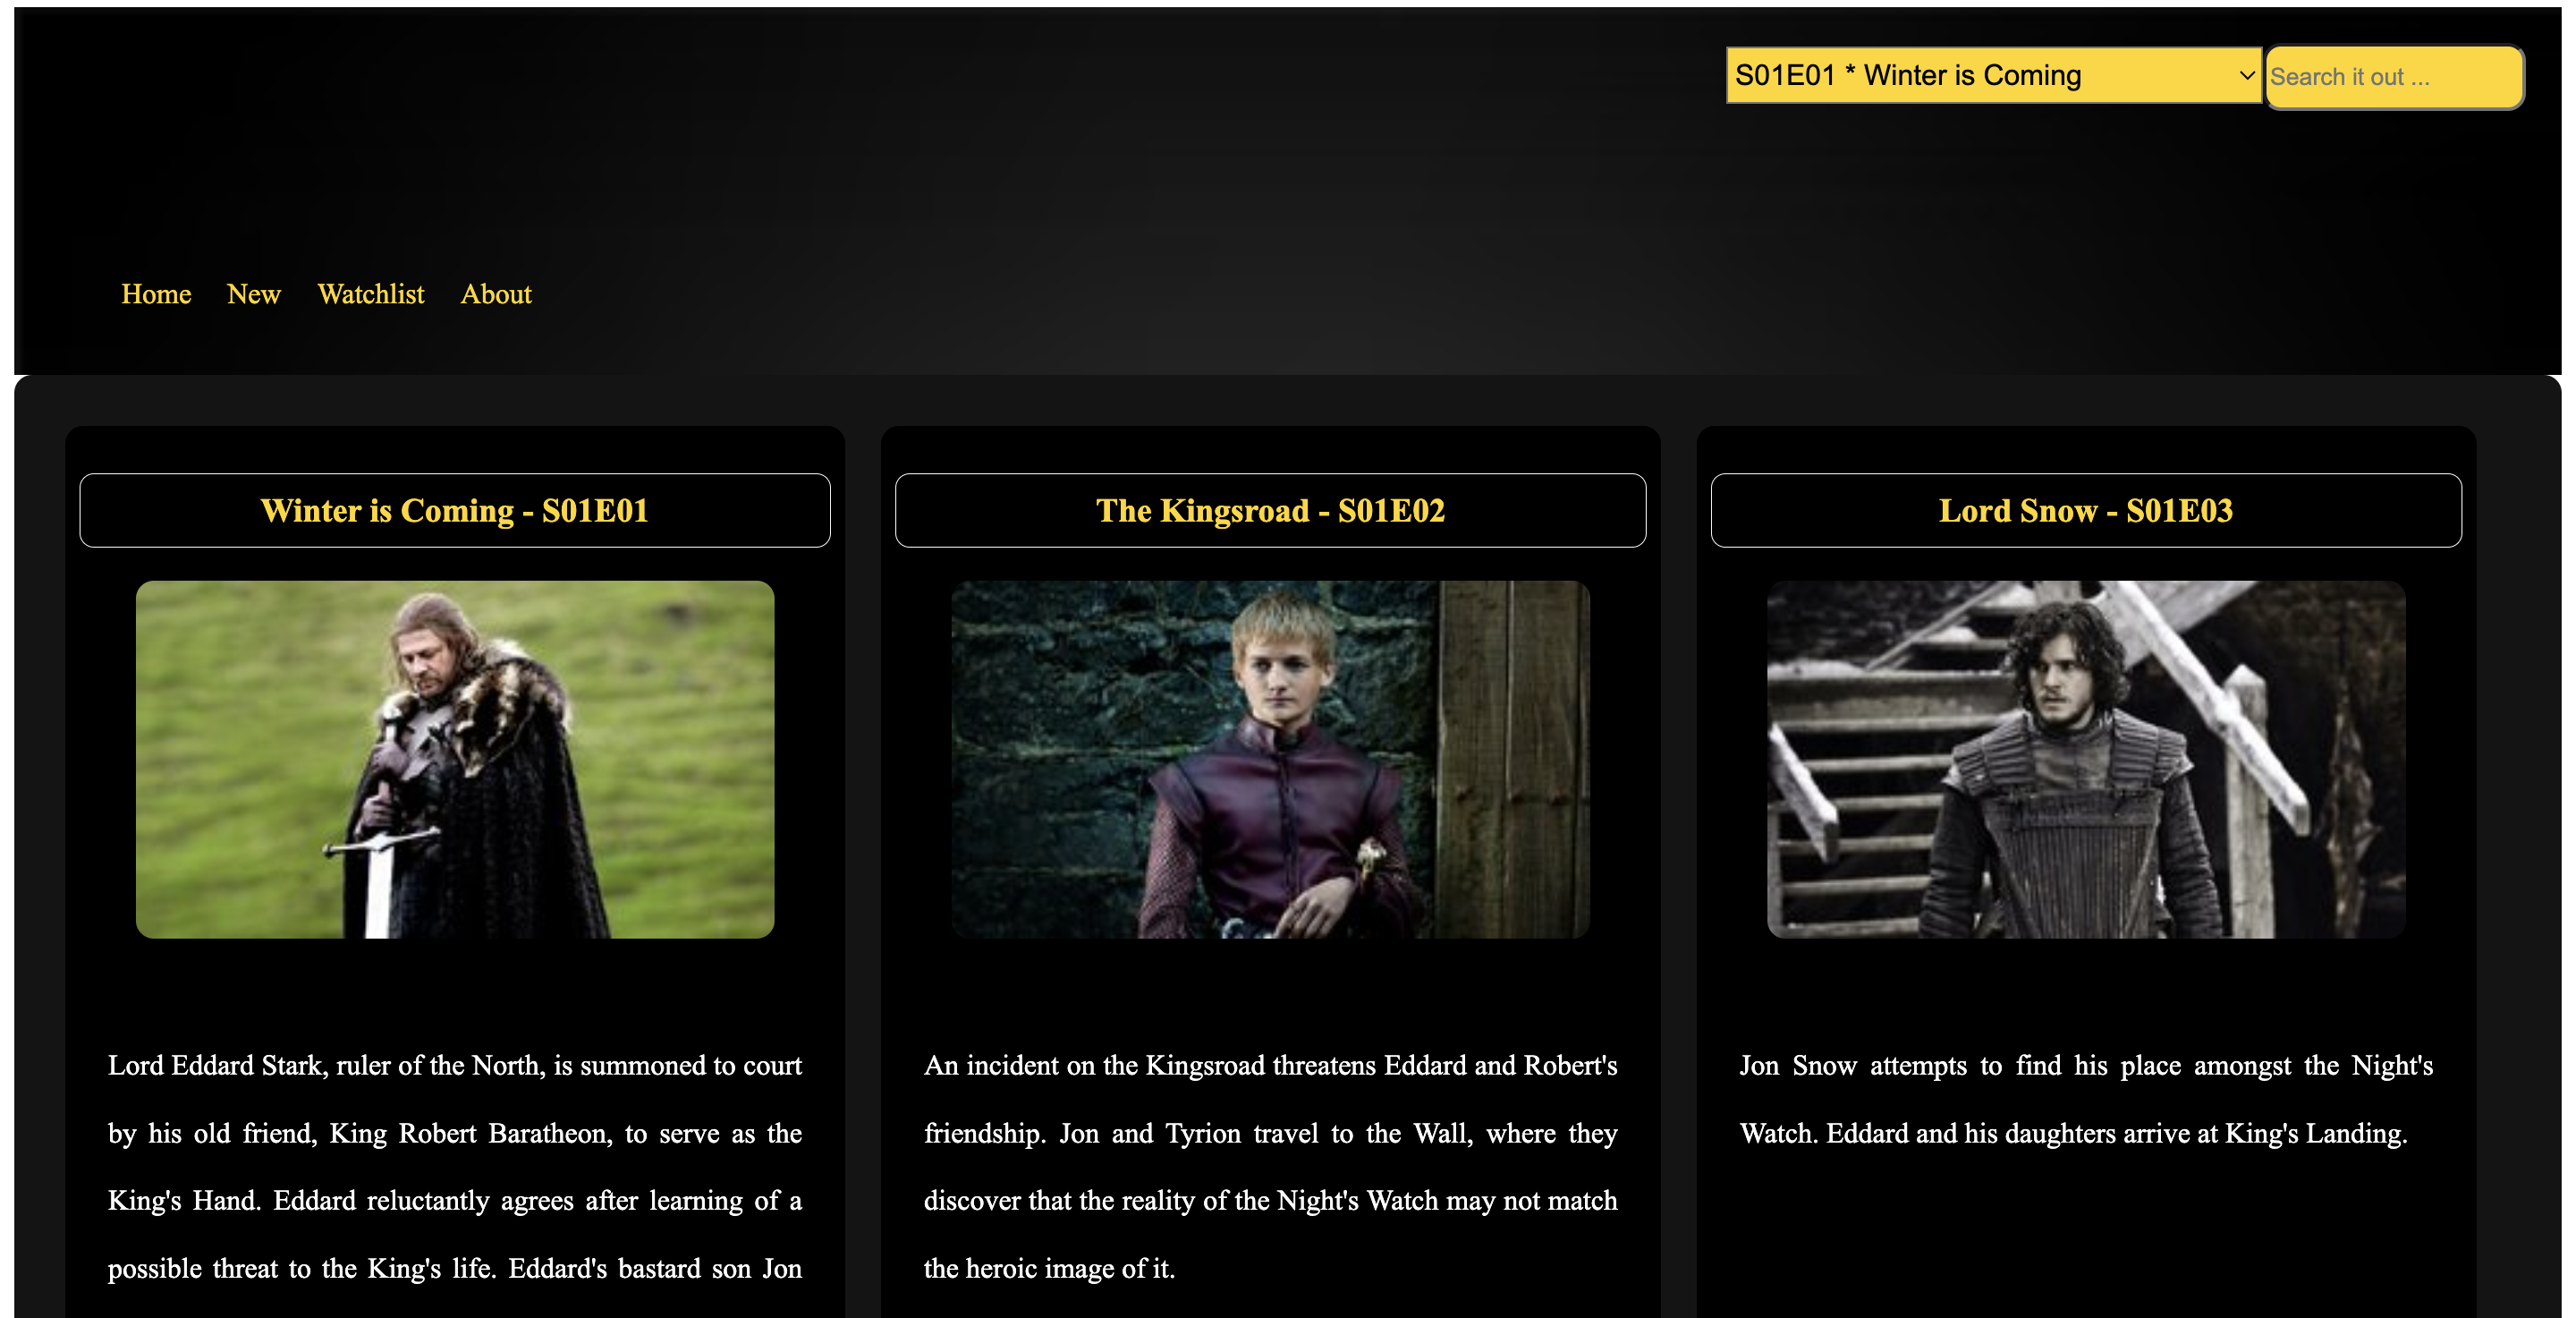 S01E01 * Winter is Coming
Search it out ...
Home New Watchlist About
Winter is Coming - S01E01
The Kingsroad - S01E02
Lord Snow - S01E03
Lord Eddard Stark, ruler of the North, is summoned to court
by his old friend, King Robert Baratheon, to serve as the
King's Hand. Eddard reluctantly agrees after learning of a
possible threat to the King's life. Eddard's bastard son Jon
An incident on the Kingsroad threatens Eddard and Robert's
friendship. Jon and Tyrion travel to the Wall, where they
discover that the reality of the Night's Watch may not match
the heroic image of it.
Jon Snow attempts to find his place amongst the Night's
Watch. Eddard and his daughters arrive at King's Landing.